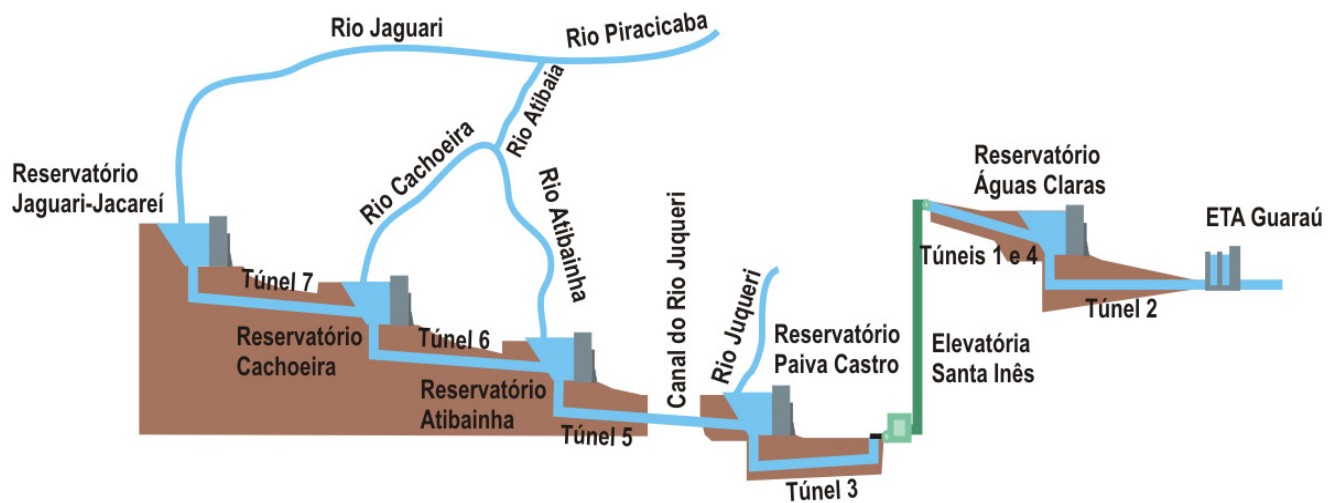 Rio Jaguari
Rio Piracicaba
Rio Atibaia
Rio Cachoeira
Rio Atibainha
Reservatório
Jaguari-Jacareí
Túnel 7
Reservatório
Cachoeira
Túnel 6
Reservatório
Atibainha
Túnel 5
Canal do Rio Juqueri
Rio Juqueri
Reservatório
Paiva Castro
Túnel 3
Elevatória
Santa Inês
Reservatório
Águas Claras
Túneis 1 e 4
Túnel 2
ETA Guaraú